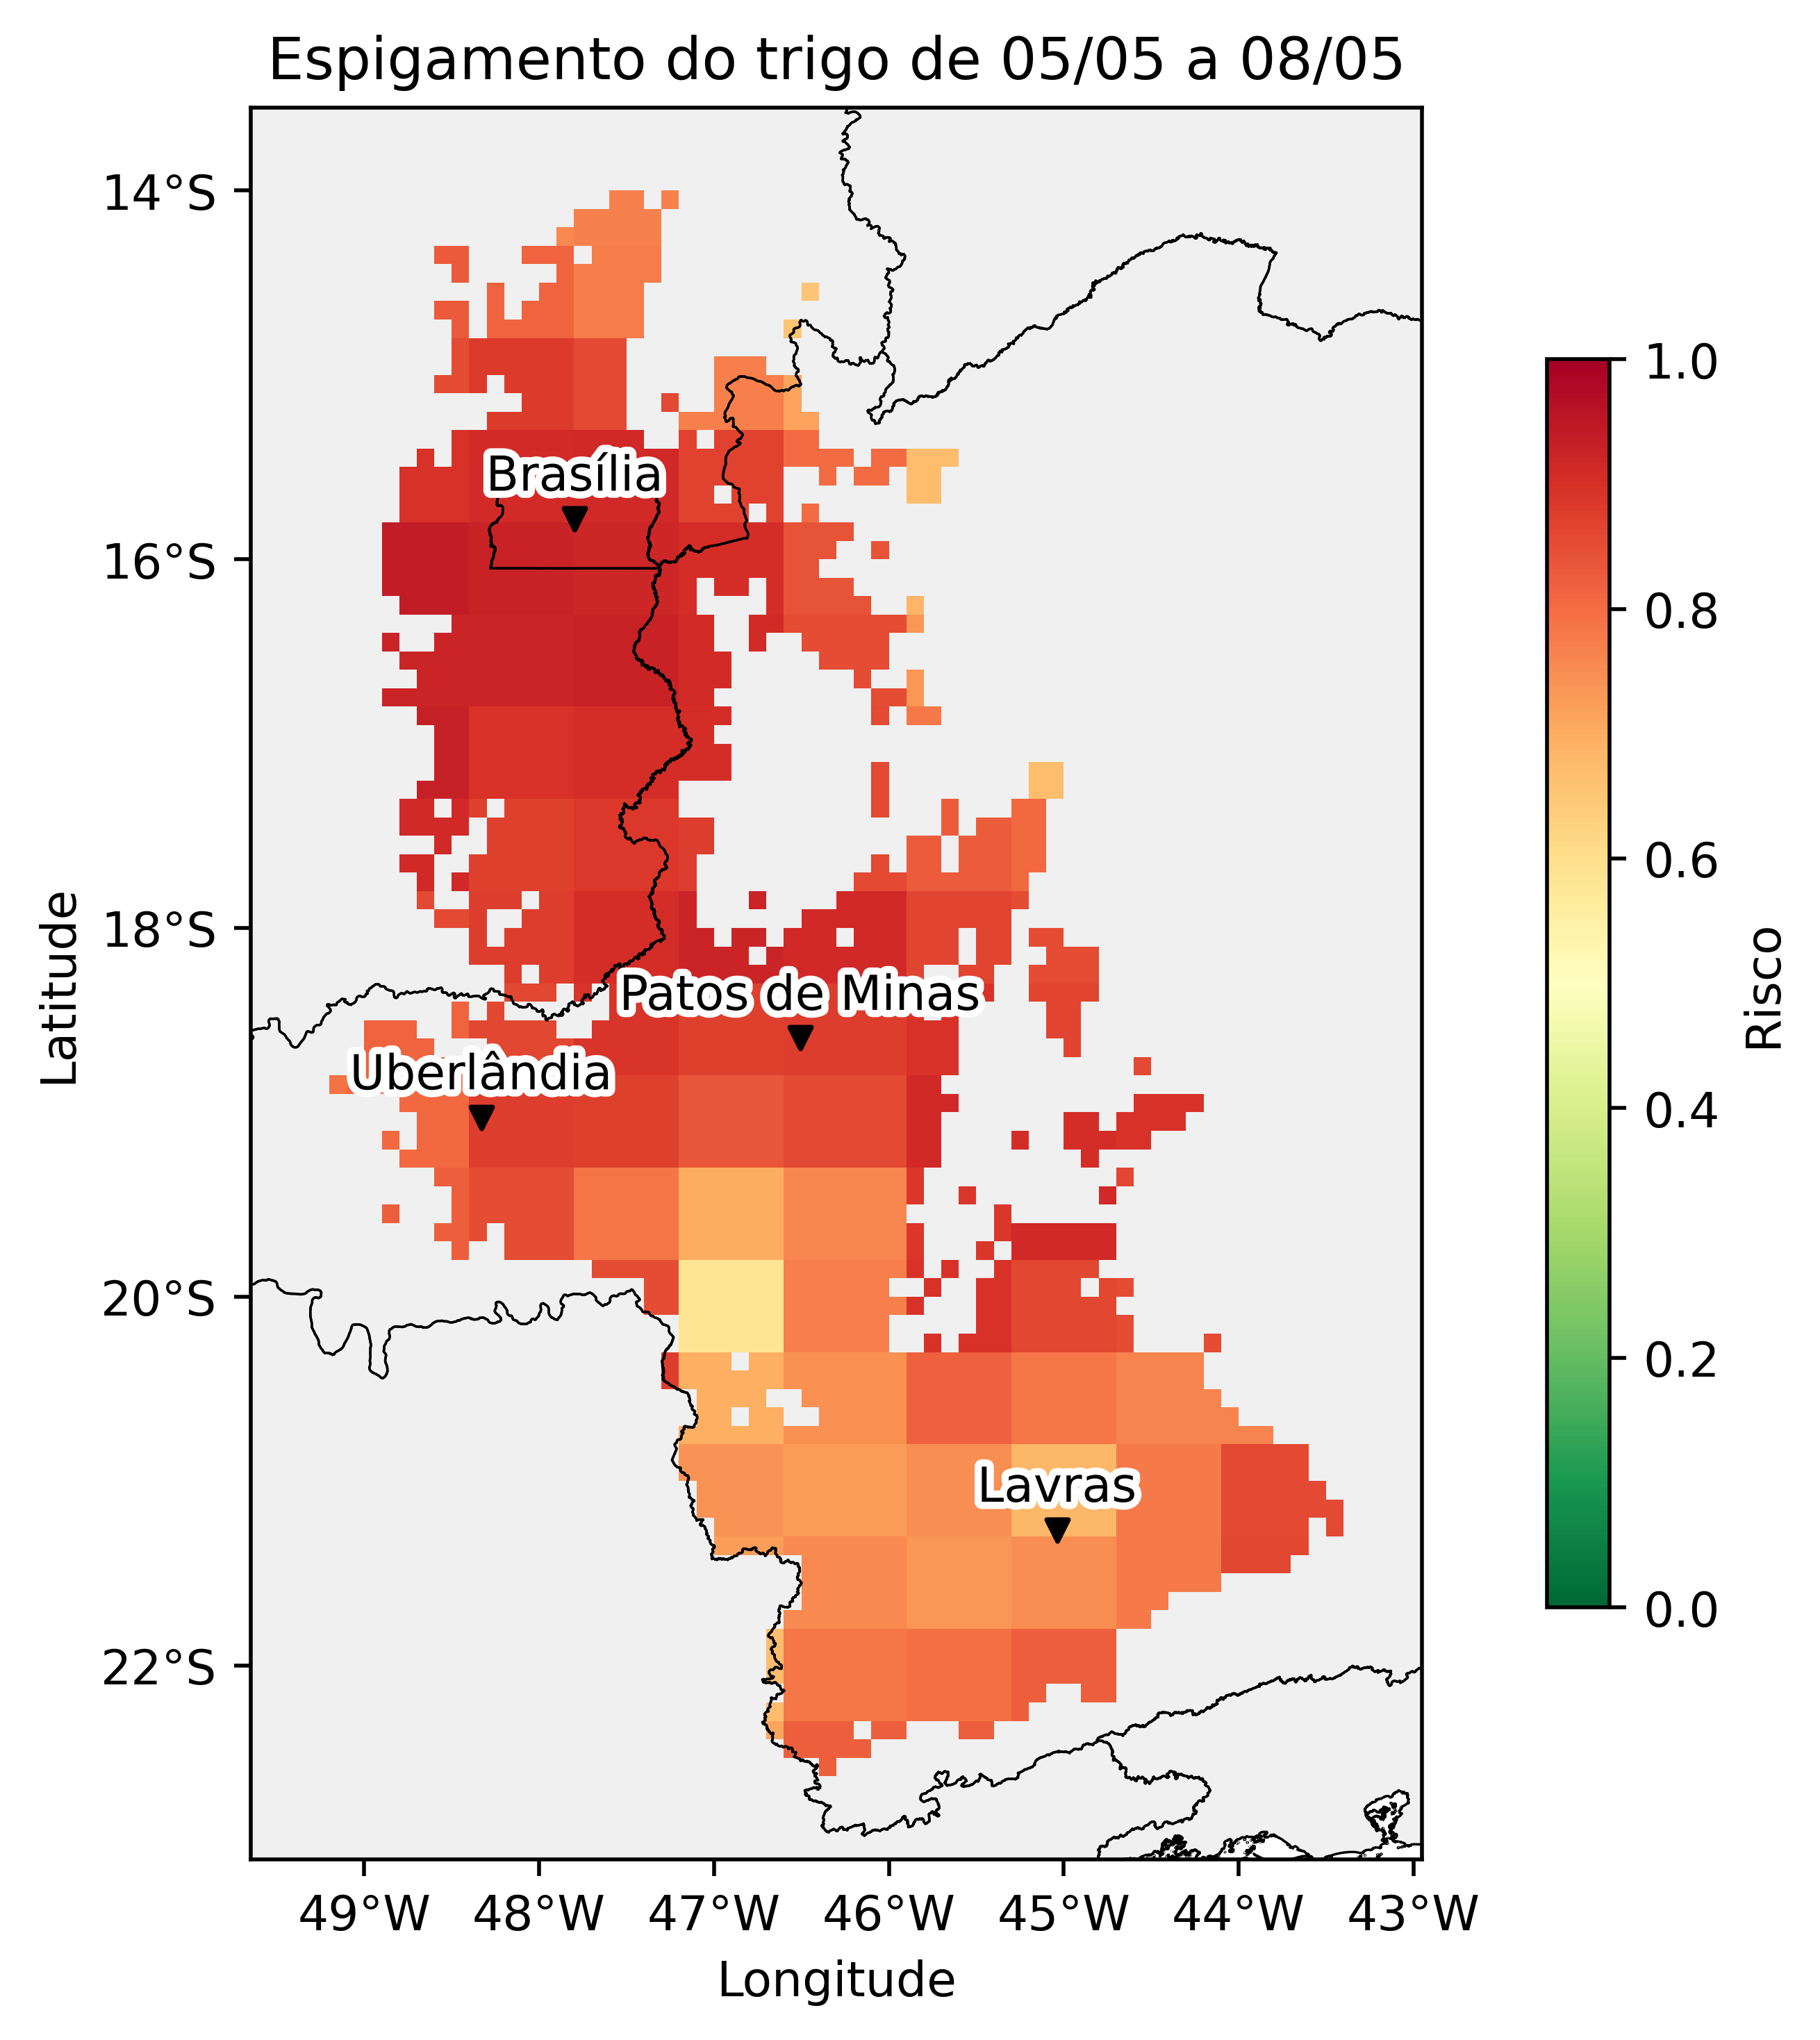 Espigamento do trigo de 05/05 a 08/05
14°S
16°S
18°S
20°S
22°S
Latitude
Brasília
Patos de Minas
Uberlândia
Lavras
49°W 48°W 47°W 46°W 45°W 44°W 43°W
Longitude
1.0
0.8
0.6
0.4
0.2
0.0
Risco